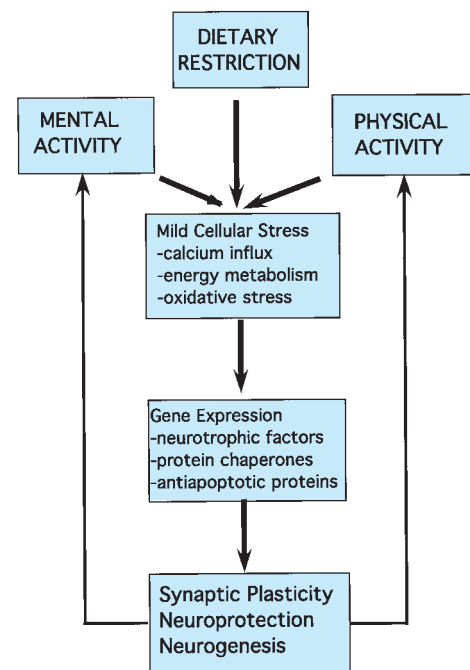 DIETARY
RESTRICTION
MENTAL
ACTIVITY
PHYSICAL
ACTIVITY
Mild Cellular Stress
-calcium influx
-energy metabolism
-oxidative stress
Gene Expression
-neurotrophic factors
-protein chaperones
-antiapoptotic proteins
Synaptic Plasticity
Neuroprotection
Neurogenesis